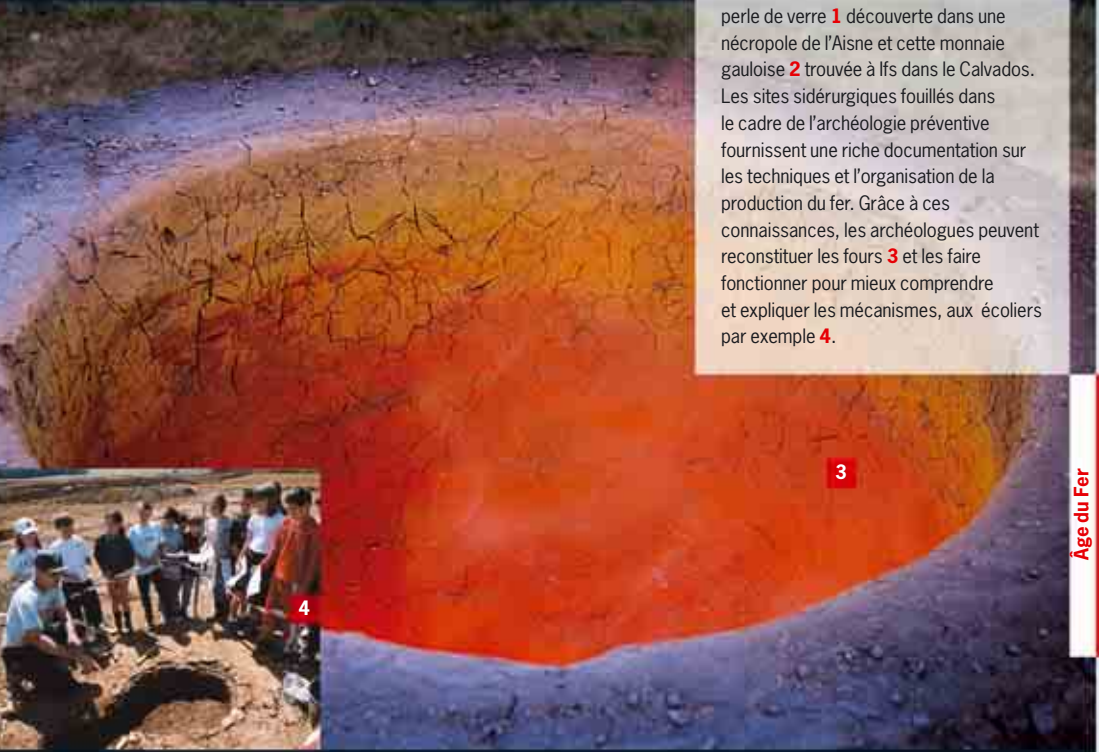 perle de verre 1 découverte dans une
nécropole de l'Aisne et cette monnaie
gauloise 2 trouvée à Ifs dans le Calvados.
Les sites sidérurgiques fouillés dans
le cadre de l'archéologie préventive
fournissent une riche documentation sur
les techniques et l'organisation de la
production du fer. Grâce à ces
connaissances, les archéologues peuvent
reconstituer les fours 3 et les faire
fonctionner pour mieux comprendre
et expliquer les mécanismes, aux écoliers
par exemple 4.
3
4
Âge du Fer